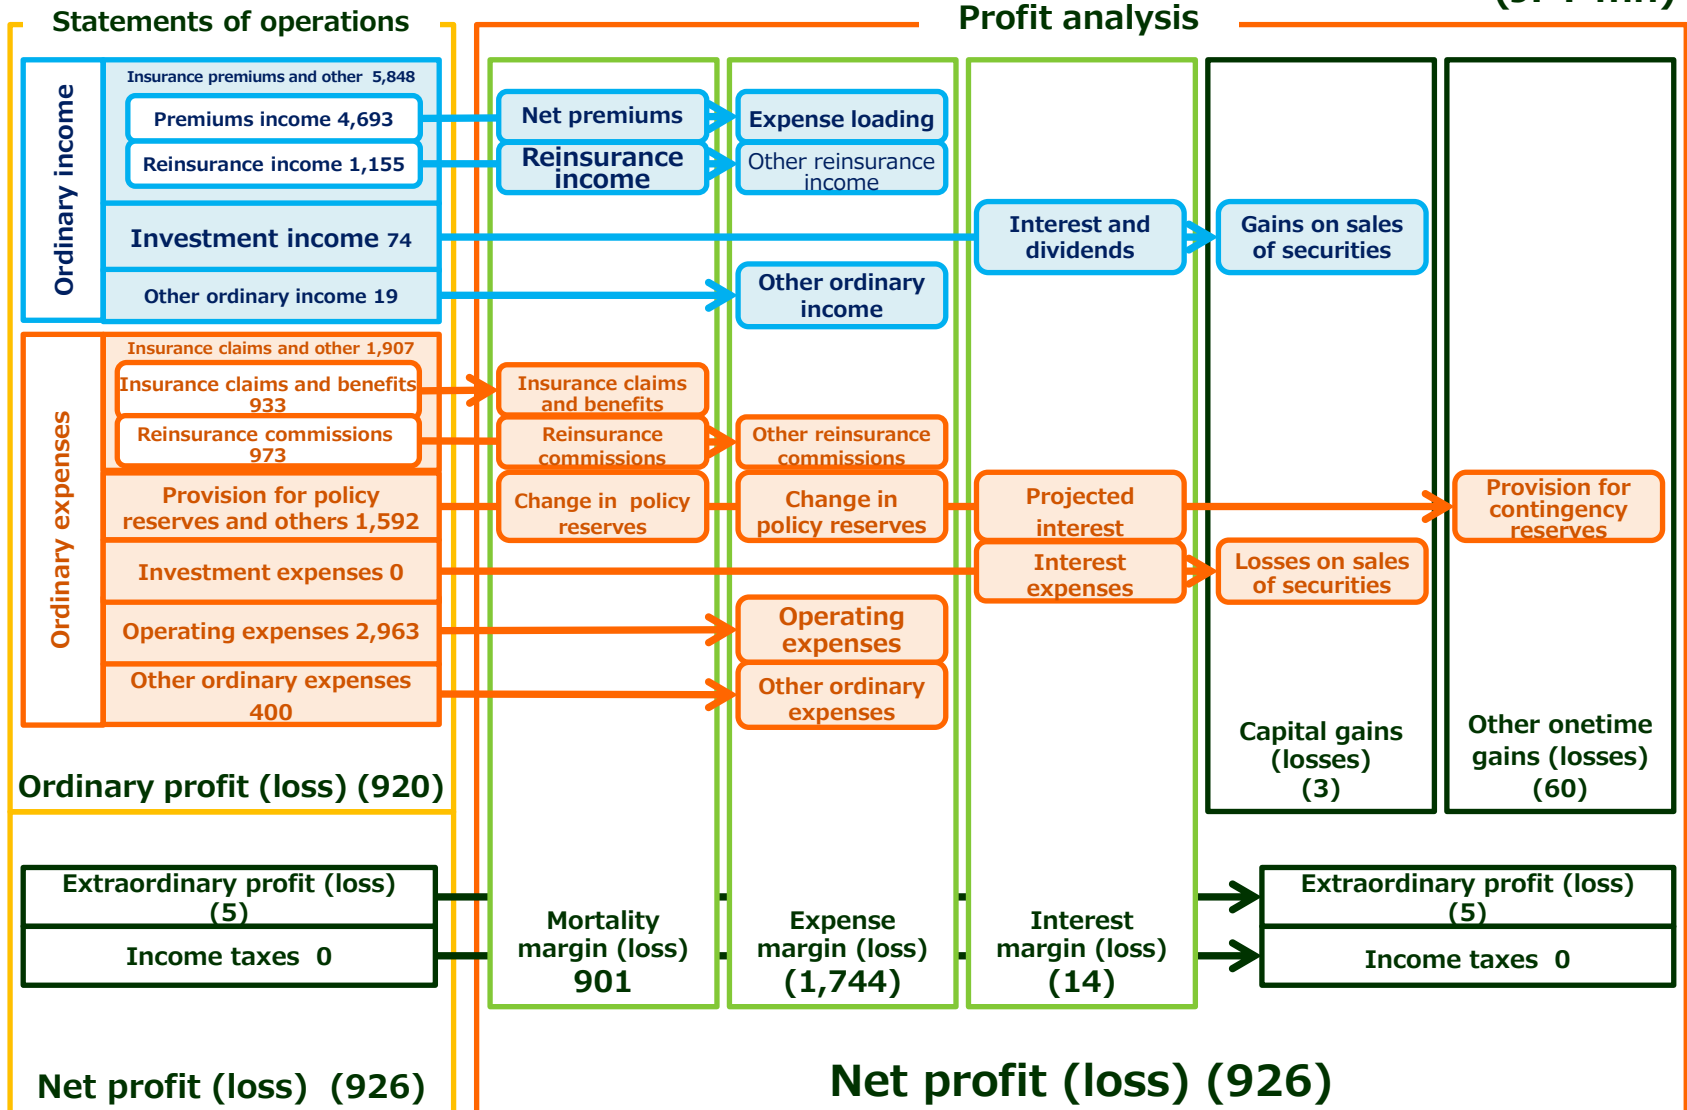 Statements of operations
Profit analysis
Ordinary income
Insurance premiums and other 5,848
Premiums income 4,693
Reinsurance income 1,155
Investment income 74
Other ordinary income 19
Net premiums
Expense loading
Reinsurance
income
Other reinsurance
income
Interest and
dividends
Gains on sales
of securities
Other ordinary
income
Ordinary expenses
Insurance claims and other 1,907
Insurance claims and benefits
933
Reinsurance commissions
973
Provision for policy
reserves and others 1,592
Investment expenses 0
Operating expenses 2,963
Other ordinary expenses
400
Insurance claims
and benefits
Reinsurance
commissions
Other reinsurance
commissions
Change in policy
reserves
Change in
policy reserves
Projected
interest
Provision for
contingency
reserves
Interest
expenses
Losses on sales
of securities
Operating
expenses
Other ordinary
expenses
Ordinary profit (loss) (920)
Capital gains
(losses)
(3)
Other onetime
gains (losses)
(60)
Extraordinary profit (loss)
(5)
Income taxes 0
Mortality
margin (loss)
901
Expense
margin (loss)
(1,744)
Interest
margin (loss)
(14)
Extraordinary profit (loss)
(5)
Income taxes 0
Net profit (loss) (926)
Net profit (loss) (926)